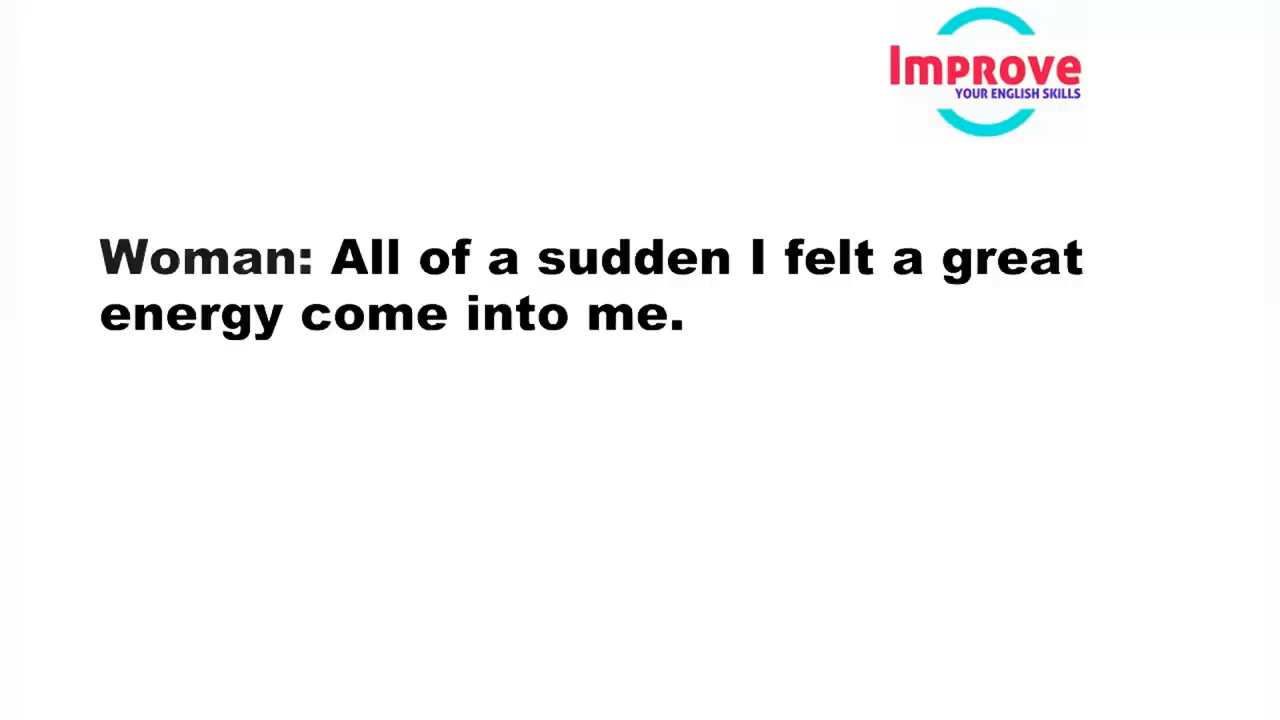 Improve
YOUR ENGLISH SKILLS
Woman: All of a sudden I felt a great
energy come into me.